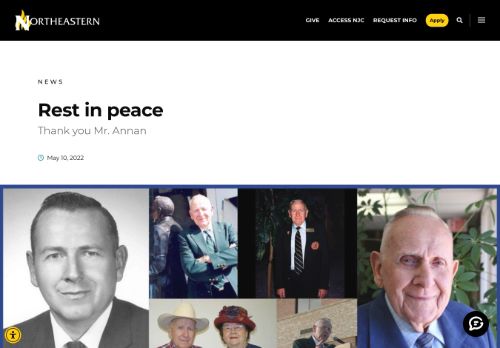 NORTHEASTERN
GIVE ACCESS NJC REQUEST INFO Apply
NEWS
Rest in peace
Thank you Mr. Annan
May 10, 2022